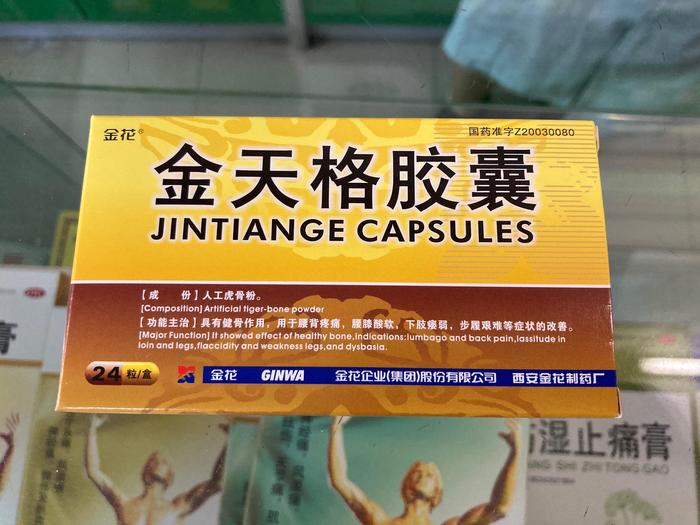 金花®
国药准字Z20030080
金天格胶囊
JINTIANGE CAPSULES
【成 份】人工虎骨粉。
[Composition] Artificial tiger-bone powder
【功能主治】具有健骨作用，用于腰背疼痛，腰膝酸软，下肢痿弱，步履艰难等症状的改善。
[Major Function] It showed effect of healthy bone,indications:lumbago and back pain,lassitude in
loin and legs,flaccidity and weakness legs,and dysbasia.
24粒/盒
金花 GINWA 金花企业(集团)股份有限公司 西安金花制药厂
膏
湿止痛膏
SHI ZHI TONG GAO